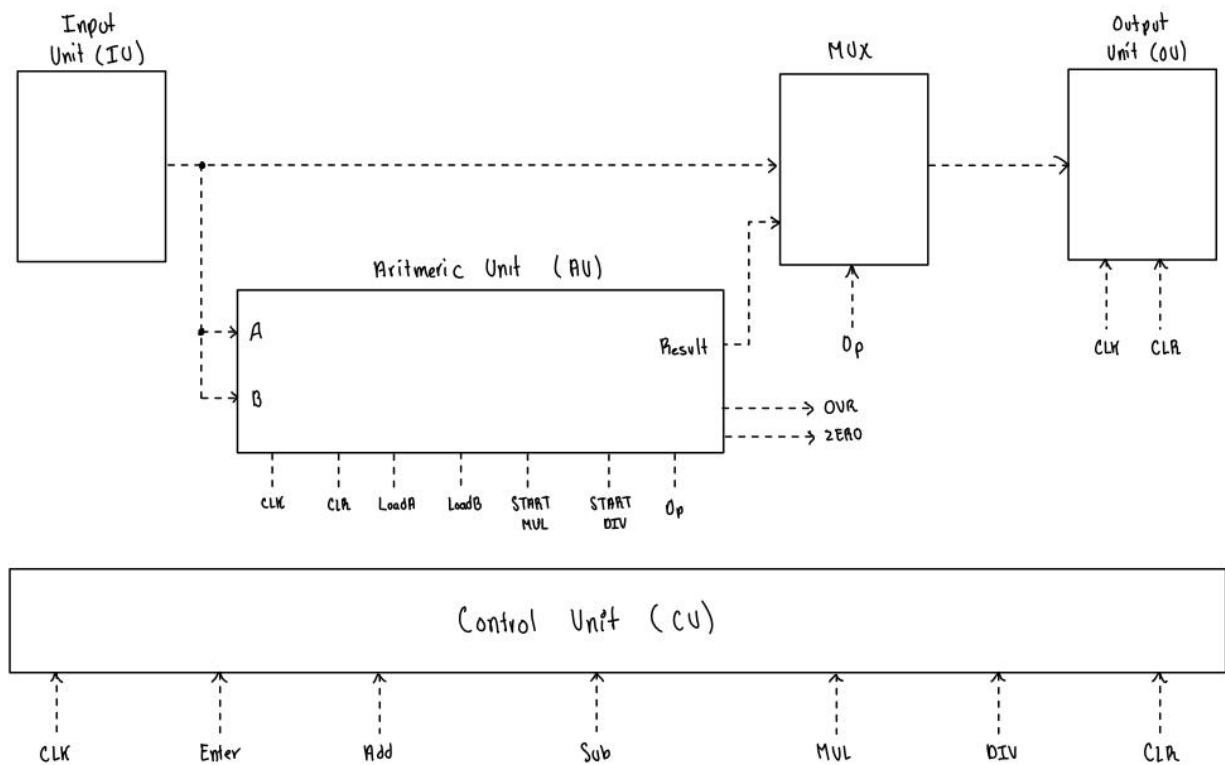 Input
Unit (IU)
MUX
Output
Unit (OU)
Aritmeric Unit (AU)
A
B
Result
Op
CLK
CLR
OVR
ZERO
CLK
CLR
LoadA
LoadB
START
MUL
START
DIV
Op
Control Unit (CU)
CLK
Enter
Add
Sub
MUL
DIV
CLR